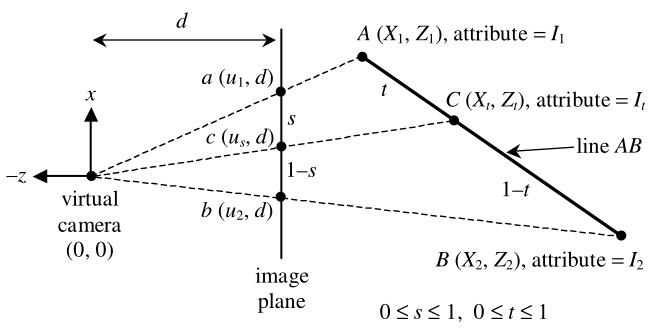 d
A (X₁, Z₁), attribute = I₁
a (u₁, d)
t
x
C (Xₜ, Zₜ), attribute = Iₜ
s
c (uₛ, d)
line AB
1–s
–z
1–t
virtual
camera
(0, 0)
b (u₂, d)
B (X₂, Z₂), attribute = I₂
image
plane
0 ≤ s ≤ 1, 0 ≤ t ≤ 1